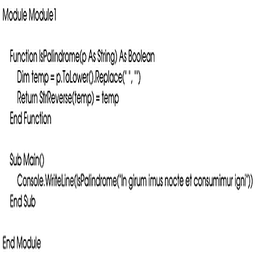 Module Module1
Function IsPalindrome(p As String) As Boolean
Dim temp = p.ToLower().Replace(" ", "")
Return StrReverse(temp) = temp
End Function
Sub Main()
Console.WriteLine(IsPalindrome("In girum imus nocte et consumimur igni"))
End Sub
End Module